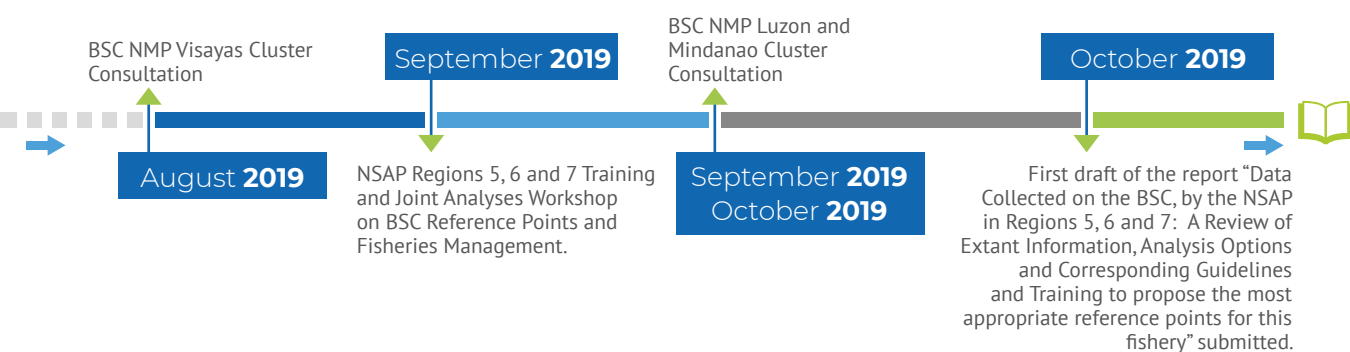 BSC NMP Visayas Cluster
Consultation
August 2019
September 2019
NSAP Regions 5, 6 and 7 Training
and Joint Analyses Workshop
on BSC Reference Points and
Fisheries Management.
BSC NMP Luzon and
Mindanao Cluster
Consultation
September 2019
October 2019
October 2019
First draft of the report “Data
Collected on the BSC, by the NSAP
in Regions 5, 6 and 7: A Review of
Extant Information, Analysis Options
and Corresponding Guidelines
and Training to propose the most
appropriate reference points for this
fishery” submitted.